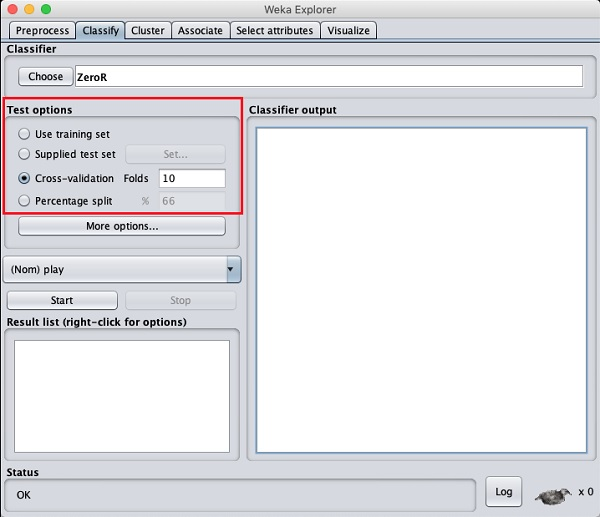 Weka Explorer
Preprocess Classify Cluster Associate Select attributes Visualize
Classifier
Choose ZeroR
Test options
Use training set
Supplied test set Set...
Cross-validation Folds 10
Percentage split % 66
More options...
(Nom) play
Start Stop
Result list (right-click for options)
Classifier output
Status
OK
Log x 0